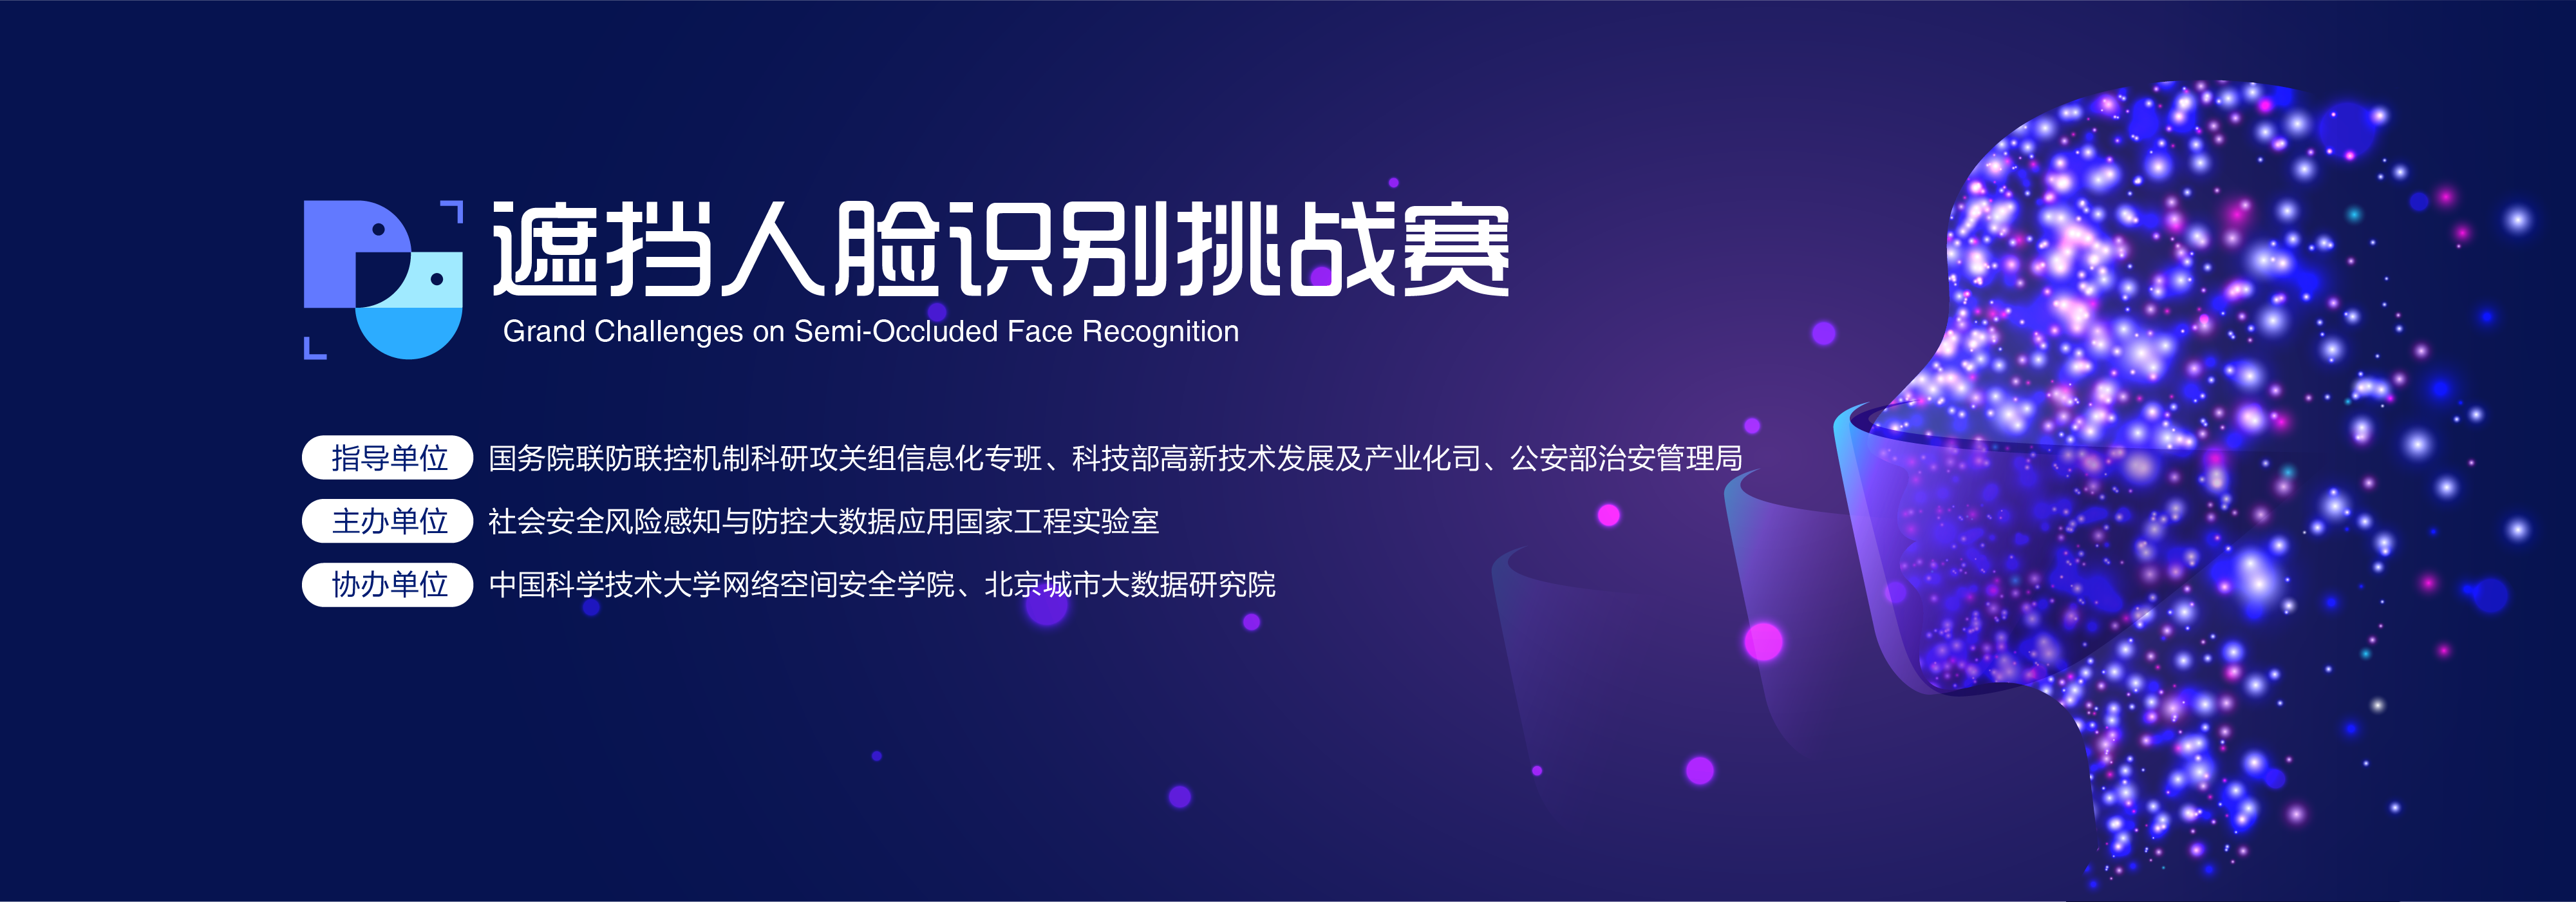 遮挡人脸识别挑战赛
Grand Challenges on Semi-Occluded Face Recognition
指导单位 国务院联防联控机制科研攻关组信息化专班、科技部高新技术发展及产业化司、公安部治安管理局
主办单位 社会安全风险感知与防控大数据应用国家工程实验室
协办单位 中国科学技术大学网络空间安全学院、北京城市大数据研究院